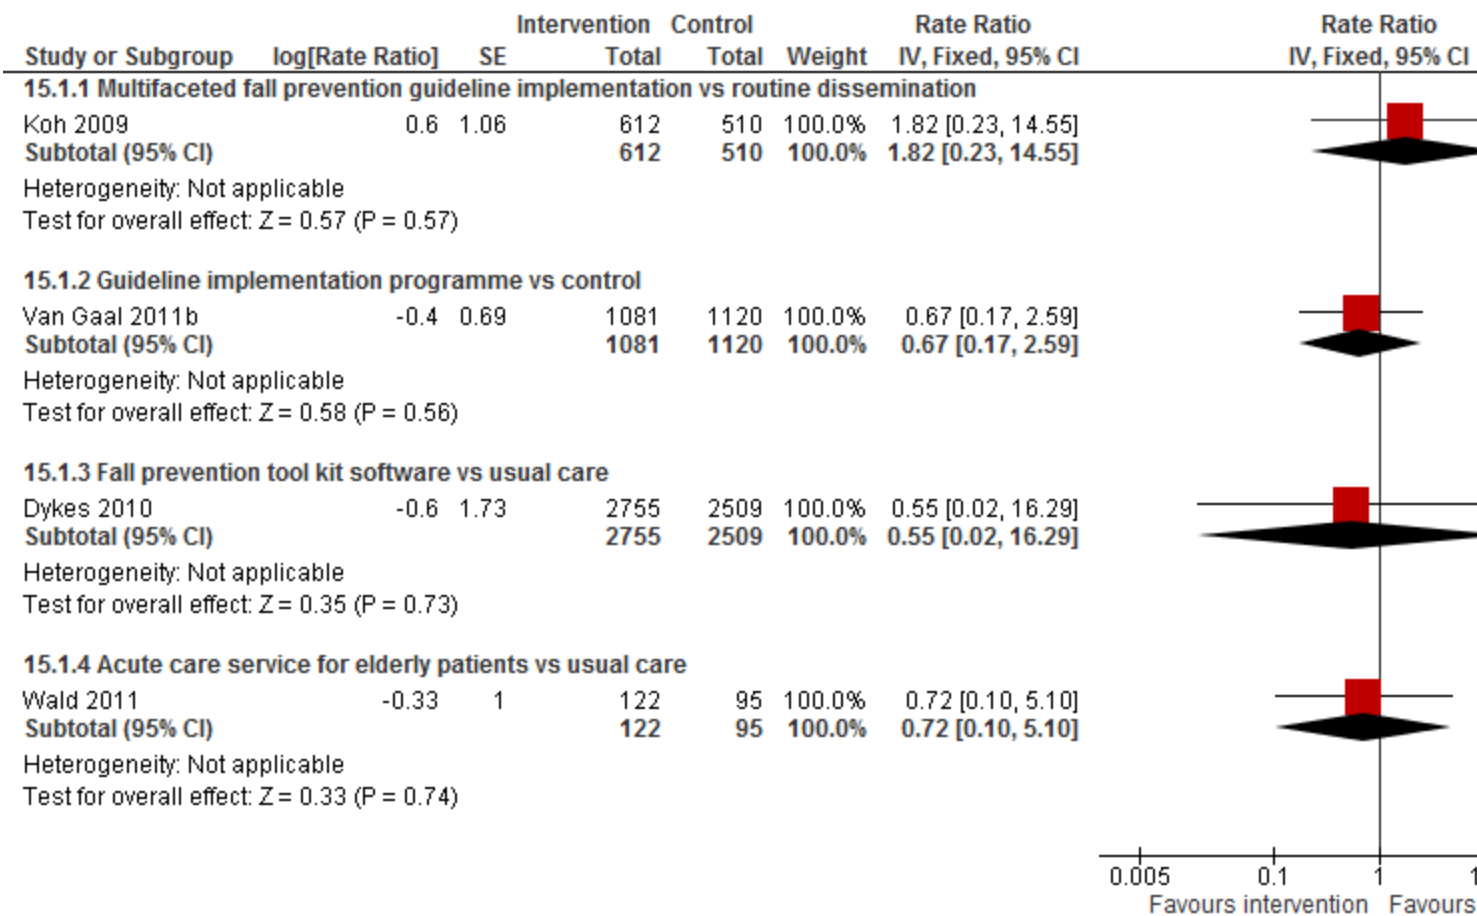 Intervention Control Rate Ratio Rate Ratio
Study or Subgroup log[Rate Ratio] SE Total Total Weight IV, Fixed, 95% CI IV, Fixed, 95% CI
15.1.1 Multifaceted fall prevention guideline implementation vs routine dissemination
Koh 2009 0.6 1.06 612 510 100.0% 1.82 [0.23, 14.55]
Subtotal (95% CI) 612 510 100.0% 1.82 [0.23, 14.55]
Heterogeneity: Not applicable
Test for overall effect: Z = 0.57 (P = 0.57)
15.1.2 Guideline implementation programme vs control
Van Gaal 2011b -0.4 0.69 1081 1120 100.0% 0.67 [0.17, 2.59]
Subtotal (95% CI) 1081 1120 100.0% 0.67 [0.17, 2.59]
Heterogeneity: Not applicable
Test for overall effect: Z = 0.58 (P = 0.56)
15.1.3 Fall prevention tool kit software vs usual care
Dykes 2010 -0.6 1.73 2755 2509 100.0% 0.55 [0.02, 16.29]
Subtotal (95% CI) 2755 2509 100.0% 0.55 [0.02, 16.29]
Heterogeneity: Not applicable
Test for overall effect: Z = 0.35 (P = 0.73)
15.1.4 Acute care service for elderly patients vs usual care
Wald 2011 -0.33 1 122 95 100.0% 0.72 [0.10, 5.10]
Subtotal (95% CI) 122 95 100.0% 0.72 [0.10, 5.10]
Heterogeneity: Not applicable
Test for overall effect: Z = 0.33 (P = 0.74)
0.005 0.1 1 1
Favours intervention Favours